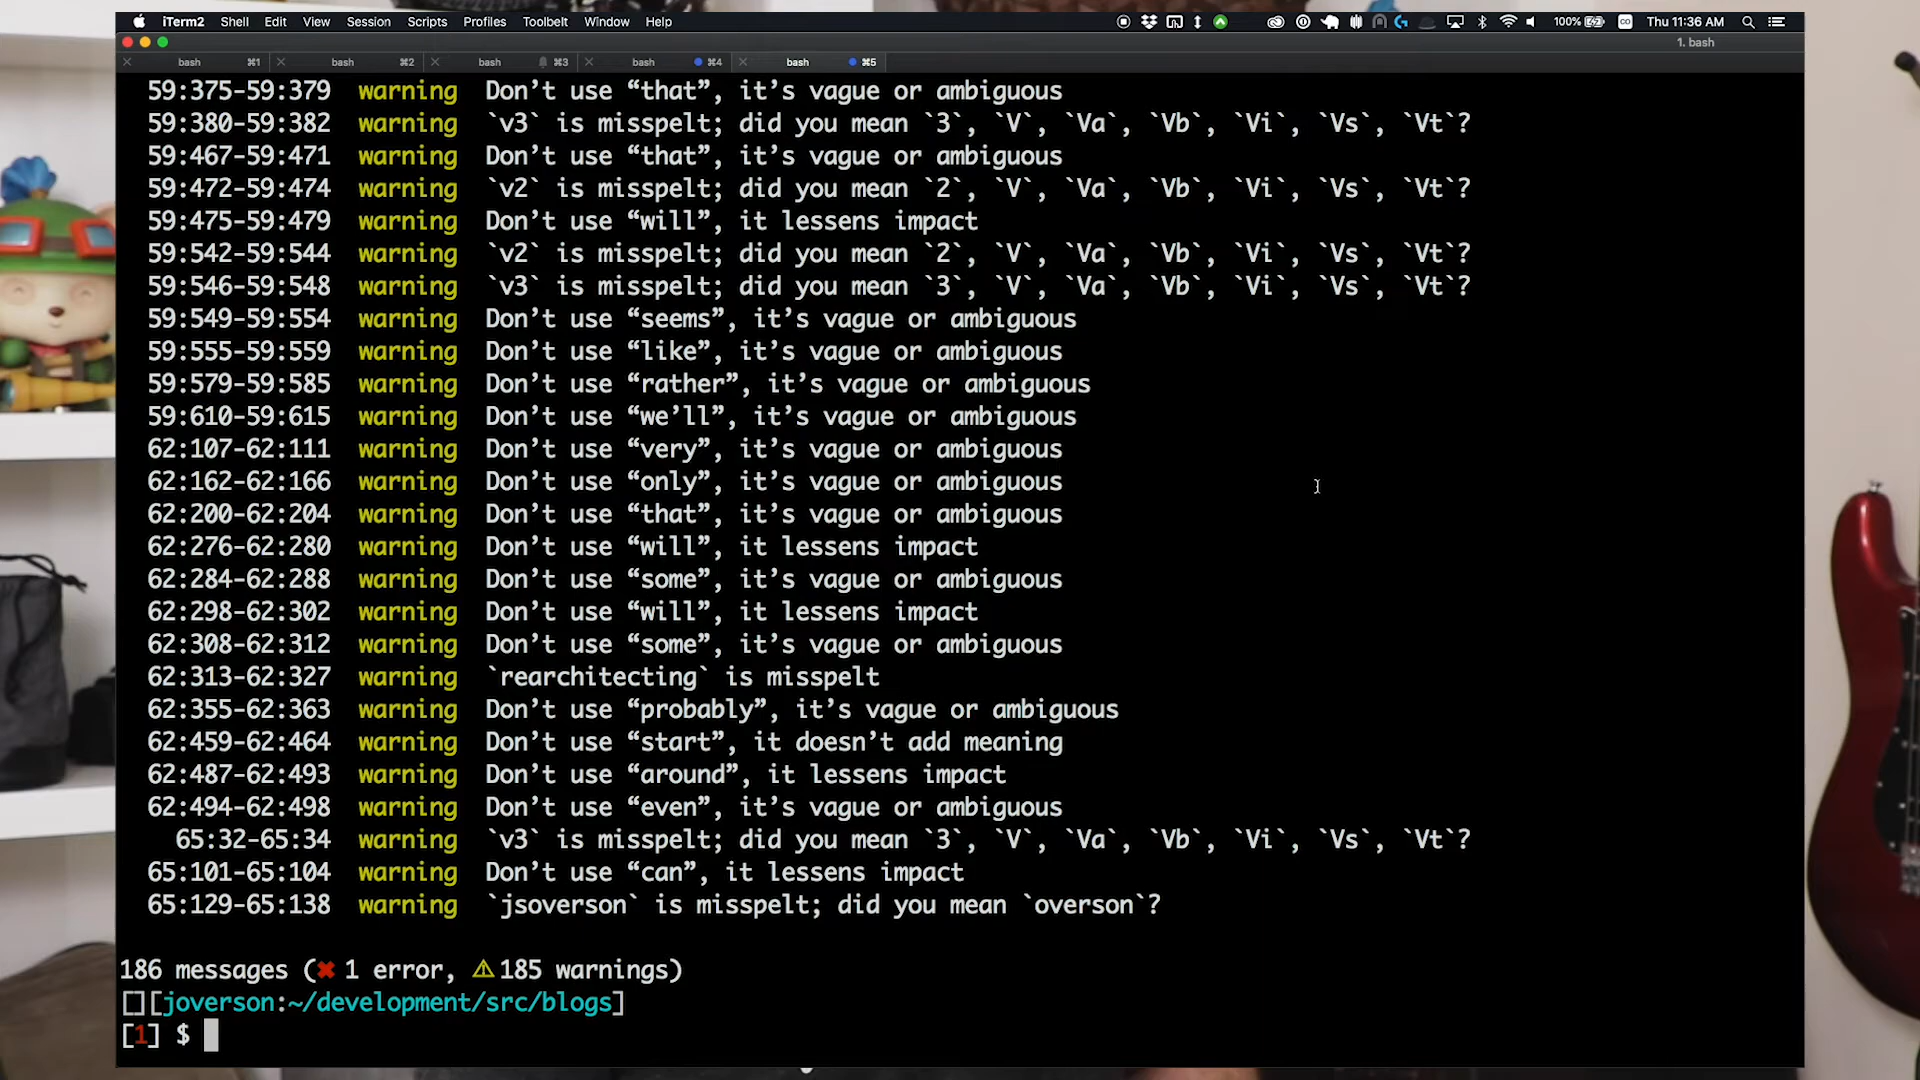 iTerm2 Shell Edit View Session Scripts Profiles Toolbelt Window Help 100% Thu 11:36 AM
1. bash
bash ⌘1 bash ⌘2 bash ⌘3 bash ⌘4 bash ⌘5
59:375-59:379 warning Don’t use “that”, it’s vague or ambiguous
59:380-59:382 warning `v3` is misspelt; did you mean `3`, `V`, `Va`, `Vb`, `Vi`, `Vs`, `Vt`?
59:467-59:471 warning Don’t use “that”, it’s vague or ambiguous
59:472-59:474 warning `v2` is misspelt; did you mean `2`, `V`, `Va`, `Vb`, `Vi`, `Vs`, `Vt`?
59:475-59:479 warning Don’t use “will”, it lessens impact
59:542-59:544 warning `v2` is misspelt; did you mean `2`, `V`, `Va`, `Vb`, `Vi`, `Vs`, `Vt`?
59:546-59:548 warning `v3` is misspelt; did you mean `3`, `V`, `Va`, `Vb`, `Vi`, `Vs`, `Vt`?
59:549-59:554 warning Don’t use “seems”, it’s vague or ambiguous
59:555-59:559 warning Don’t use “like”, it’s vague or ambiguous
59:579-59:585 warning Don’t use “rather”, it’s vague or ambiguous
59:610-59:615 warning Don’t use “we’ll”, it’s vague or ambiguous
62:107-62:111 warning Don’t use “very”, it’s vague or ambiguous
62:162-62:166 warning Don’t use “only”, it’s vague or ambiguous
62:200-62:204 warning Don’t use “that”, it’s vague or ambiguous
62:276-62:280 warning Don’t use “will”, it lessens impact
62:284-62:288 warning Don’t use “some”, it’s vague or ambiguous
62:298-62:302 warning Don’t use “will”, it lessens impact
62:308-62:312 warning Don’t use “some”, it’s vague or ambiguous
62:313-62:327 warning `rearchitecting` is misspelt
62:355-62:363 warning Don’t use “probably”, it’s vague or ambiguous
62:459-62:464 warning Don’t use “start”, it doesn’t add meaning
62:487-62:493 warning Don’t use “around”, it lessens impact
62:494-62:498 warning Don’t use “even”, it’s vague or ambiguous
65:32-65:34 warning `v3` is misspelt; did you mean `3`, `V`, `Va`, `Vb`, `Vi`, `Vs`, `Vt`?
65:101-65:104 warning Don’t use “can”, it lessens impact
65:129-65:138 warning `jsoverson` is misspelt; did you mean `overson`?
186 messages (✖ 1 error, ⚠ 185 warnings)
[][joverson:~/development/src/blogs]
[1] $